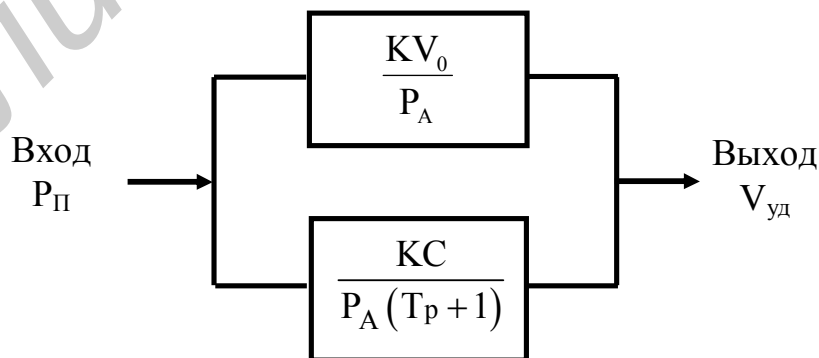 KV₀
P_A
Вход
P_П
Выход
V_уд
KC
P_A(Tp + 1)